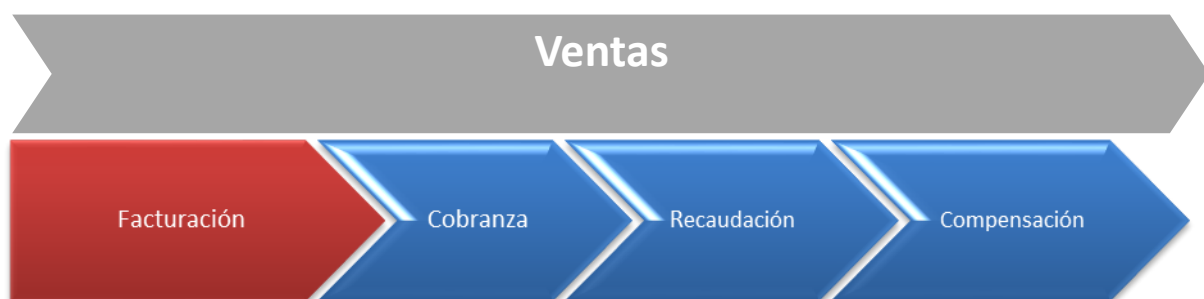 Ventas
Facturación
Cobranza
Recaudación
Compensación